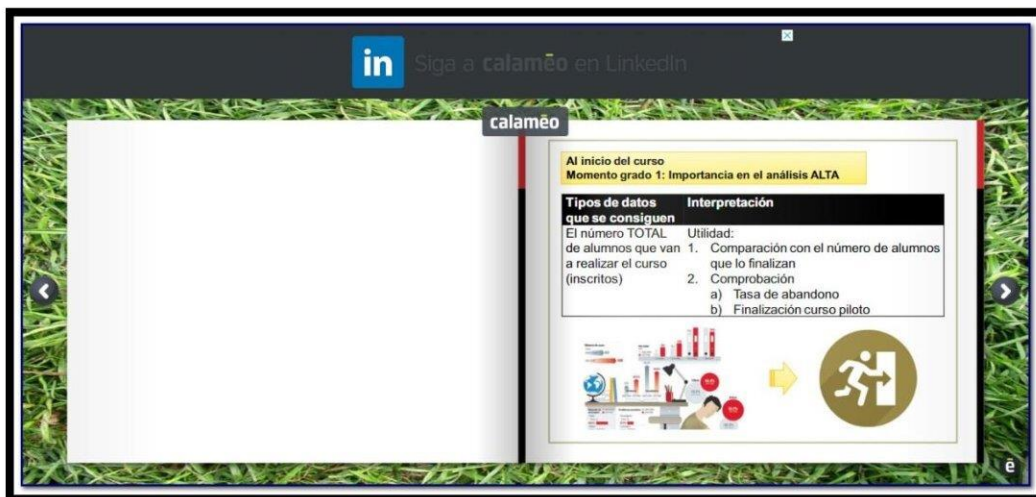 in Siga a calamēo en LinkedIn
calamēo
Al inicio del curso
Momento grado 1: Importancia en el análisis ALTA
Tipos de datos
que se consiguen
Interpretación
El número TOTAL
de alumnos que van
a realizar el curso
(inscritos)
Utilidad:
1. Comparación con el número de alumnos
que lo finalizan
2. Comprobación
a) Tasa de abandono
b) Finalización curso piloto
ē